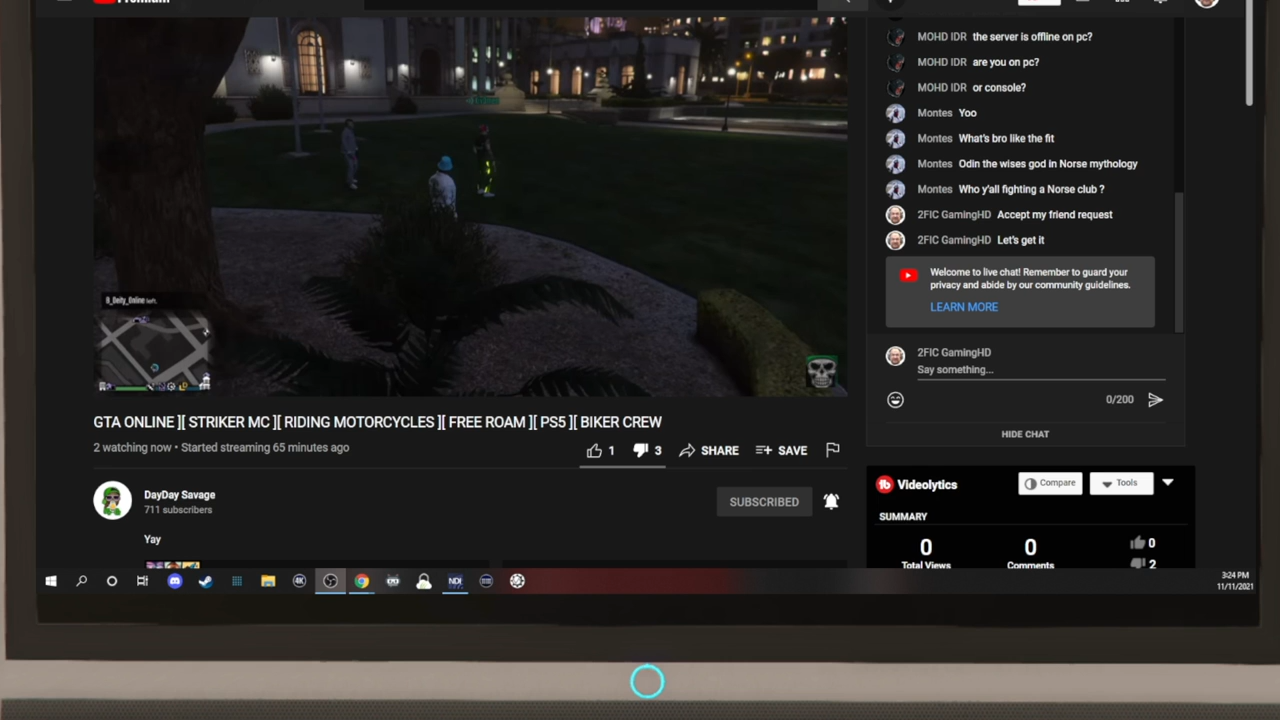 Premium
MOHD IDR the server is offline on pc?
MOHD IDR are you on pc?
MOHD IDR or console?
Montes Yoo
Montes What's bro like the fit
Montes Odin the wises god in Norse mythology
Montes Who y'all fighting a Norse club ?
2FIC GamingHD Accept my friend request
2FIC GamingHD Let's get it
Welcome to live chat! Remember to guard your
privacy and abide by our community guidelines.
LEARN MORE
2FIC GamingHD
Say something...
0/200
HIDE CHAT
GTA ONLINE ][ STRIKER MC ][ RIDING MOTORCYCLES ][ FREE ROAM ][ PS5 ][ BIKER CREW
2 watching now • Started streaming 65 minutes ago
1 3 SHARE SAVE
DayDay Savage
711 subscribers
SUBSCRIBED
Yay
Videolytics Compare Tools
SUMMARY
0 0 0
Total Views Comments 2
4K NDI
3:24 PM
11/11/2021